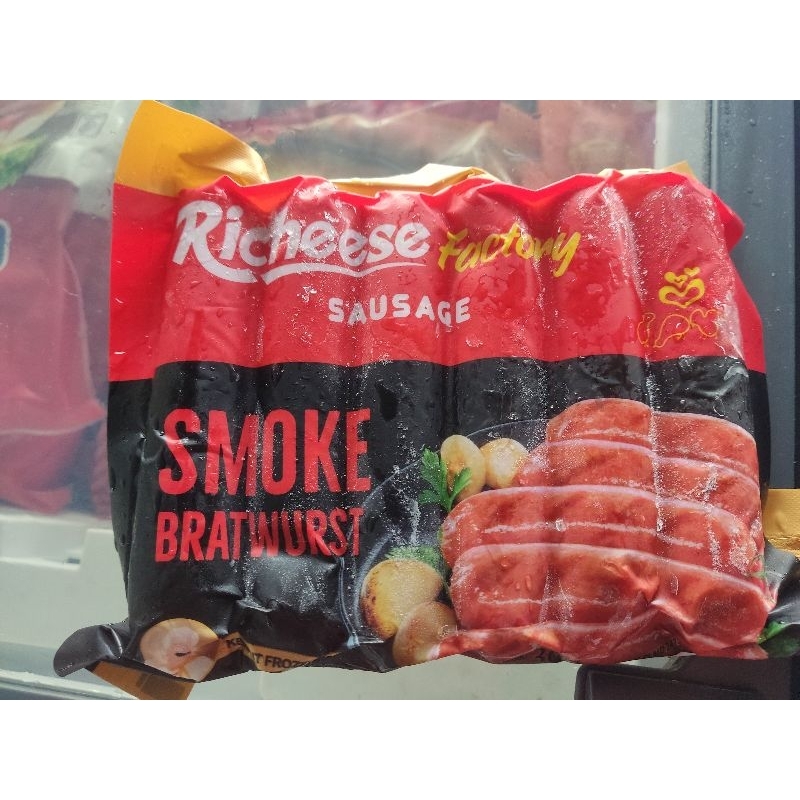 Richeese Factory
SAUSAGE
SMOKE
BRATWURST